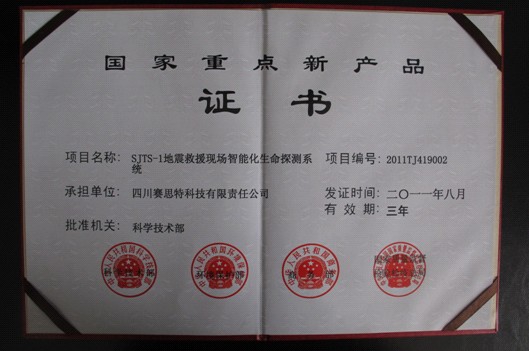 国家重点新产品
证书
项目名称: SJTS-1地震救援现场智能化生命探测系
统
项目编号: 2011TJ419002
承担单位: 四川赛思特科技有限责任公司
发证时间: 二〇一一年八月
有 效 期: 三年
批准机关: 科学技术部